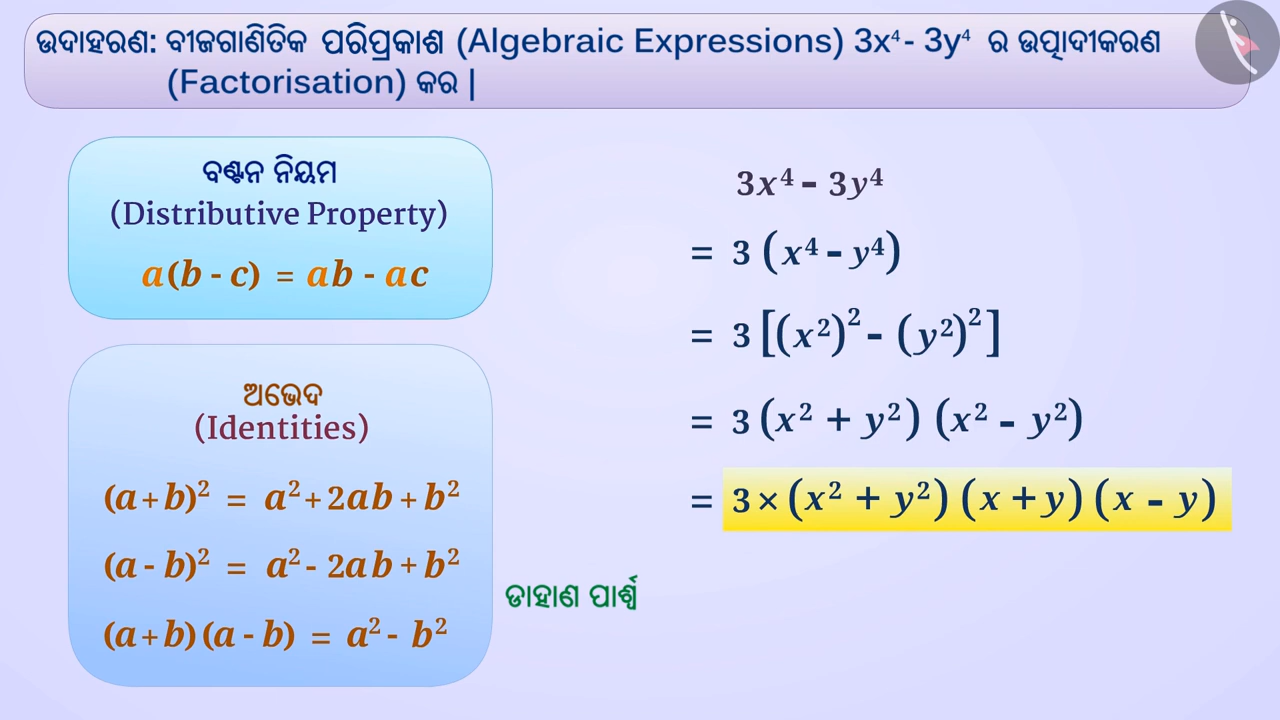 ଉଦାହରଣ: ବୀଜଗାଣିତିକ ପରିପ୍ରକାଶ (Algebraic Expressions) 3x⁴ - 3y⁴ ର ଉତ୍ପାଦୀକରଣ
(Factorisation) କର |
ବଣ୍ଟନ ନିୟମ
(Distributive Property)
a(b - c) = ab - ac
ଅଭେଦ
(Identities)
(a+b)² = a²+2ab+b²
(a-b)² = a²-2ab+b²
(a+b)(a-b) = a²- b²
3x⁴ - 3y⁴
= 3 (x⁴ - y⁴)
= 3 [(x²)² - (y²)²]
= 3 (x² + y²) (x² - y²)
= 3 × (x² + y²) (x + y) (x - y)
ଡାହାଣ ପାର୍ଶ୍ୱ